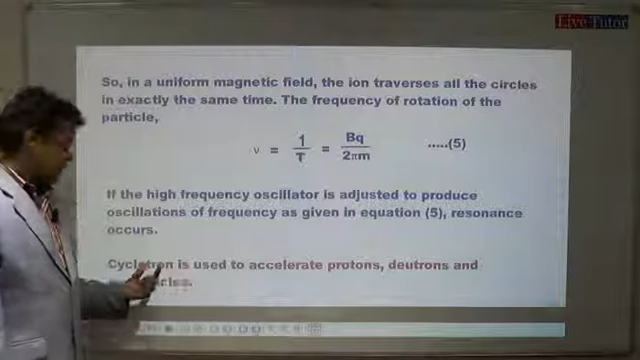 Live Tutor
So, in a uniform magnetic field, the ion traverses all the circles
in exactly the same time. The frequency of rotation of the
particle,
ν = 1/T = Bq/2πm .....(5)
If the high frequency oscillator is adjusted to produce
oscillations of frequency as given in equation (5), resonance
occurs.
Cyclotron is used to accelerate protons, deutrons and